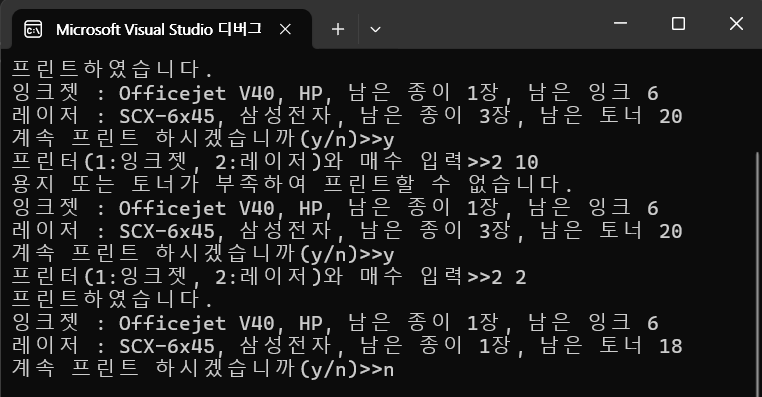 Microsoft Visual Studio 디버그
프린트하였습니다.
잉크젯 : Officejet V40, HP, 남은 종이 1장, 남은 잉크 6
레이저 : SCX-6x45, 삼성전자, 남은 종이 3장, 남은 토너 20
계속 프린트 하시겠습니까(y/n)>>y
프린터(1:잉크젯, 2:레이저)와 매수 입력>>2 10
용지 또는 토너가 부족하여 프린트할 수 없습니다.
잉크젯 : Officejet V40, HP, 남은 종이 1장, 남은 잉크 6
레이저 : SCX-6x45, 삼성전자, 남은 종이 3장, 남은 토너 20
계속 프린트 하시겠습니까(y/n)>>y
프린터(1:잉크젯, 2:레이저)와 매수 입력>>2 2
프린트하였습니다.
잉크젯 : Officejet V40, HP, 남은 종이 1장, 남은 잉크 6
레이저 : SCX-6x45, 삼성전자, 남은 종이 1장, 남은 토너 18
계속 프린트 하시겠습니까(y/n)>>n